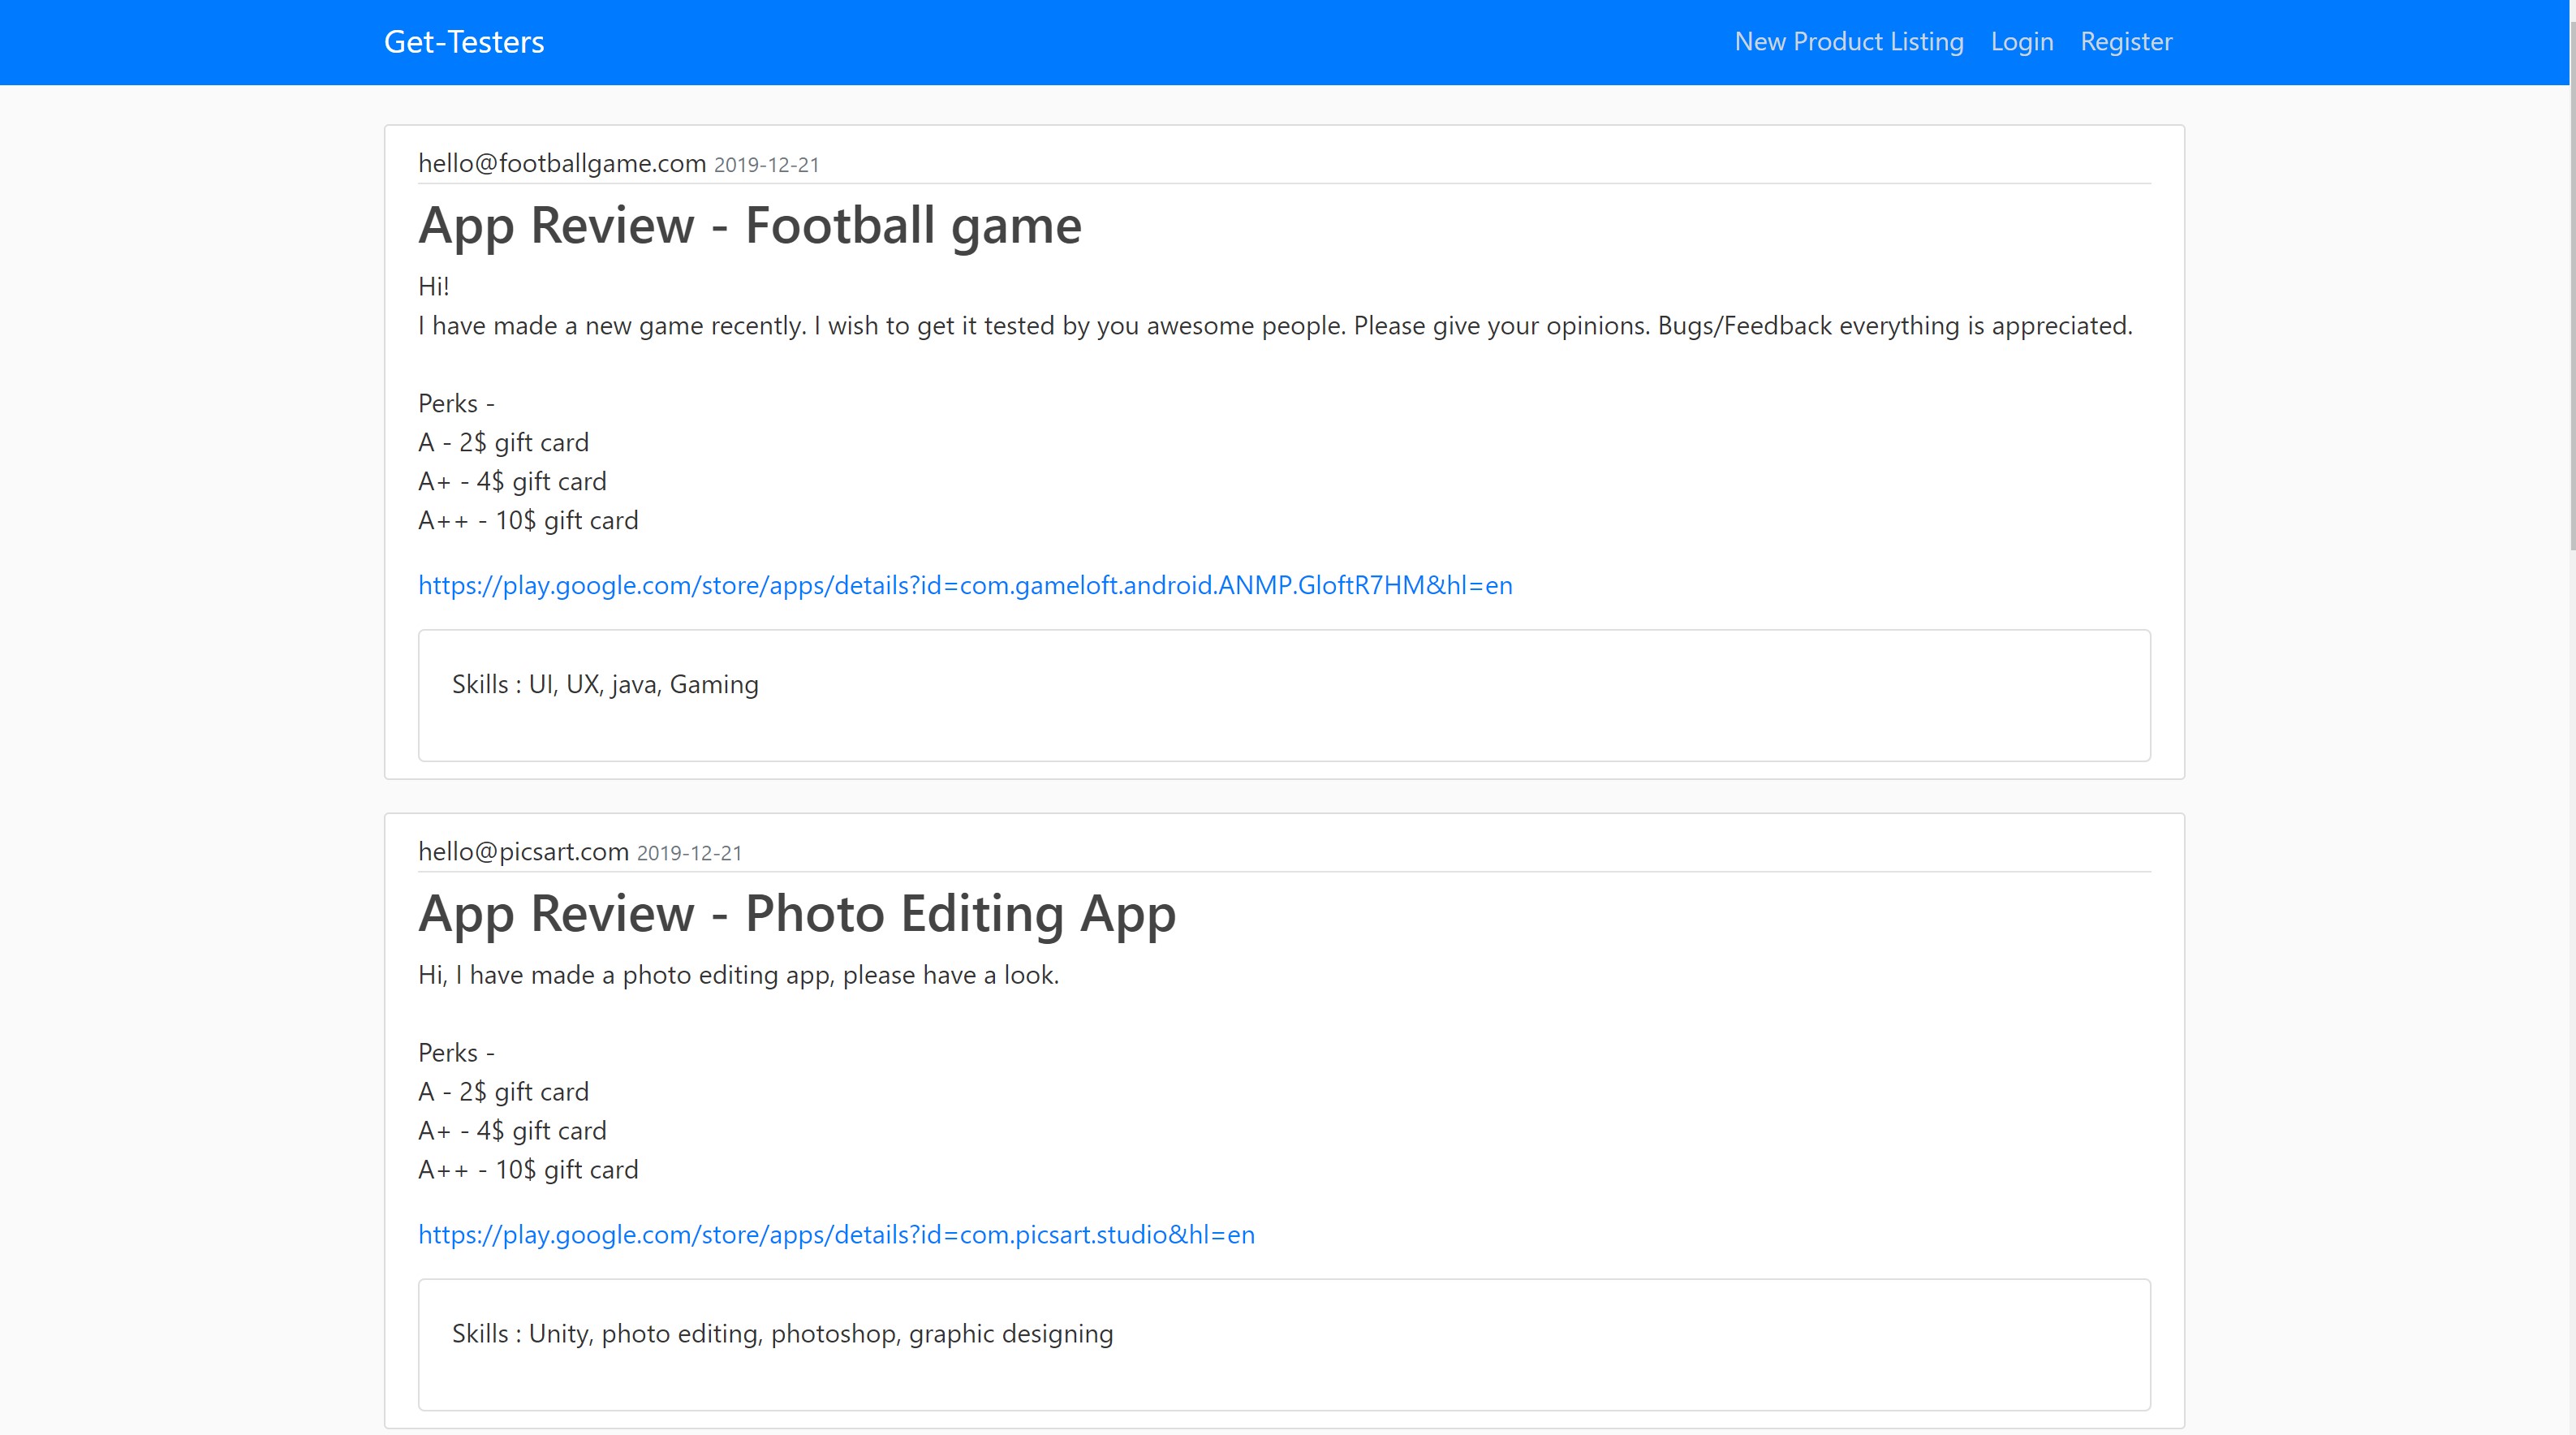 Get-Testers
New Product Listing Login Register
hello@footballgame.com 2019-12-21
App Review - Football game
Hi!
I have made a new game recently. I wish to get it tested by you awesome people. Please give your opinions. Bugs/Feedback everything is appreciated.
Perks -
A - 2$ gift card
A+ - 4$ gift card
A++ - 10$ gift card
https://play.google.com/store/apps/details?id=com.gameloft.android.ANMP.GloftR7HM&hl=en
Skills : UI, UX, java, Gaming
hello@picsart.com 2019-12-21
App Review - Photo Editing App
Hi, I have made a photo editing app, please have a look.
Perks -
A - 2$ gift card
A+ - 4$ gift card
A++ - 10$ gift card
https://play.google.com/store/apps/details?id=com.picsart.studio&hl=en
Skills : Unity, photo editing, photoshop, graphic designing